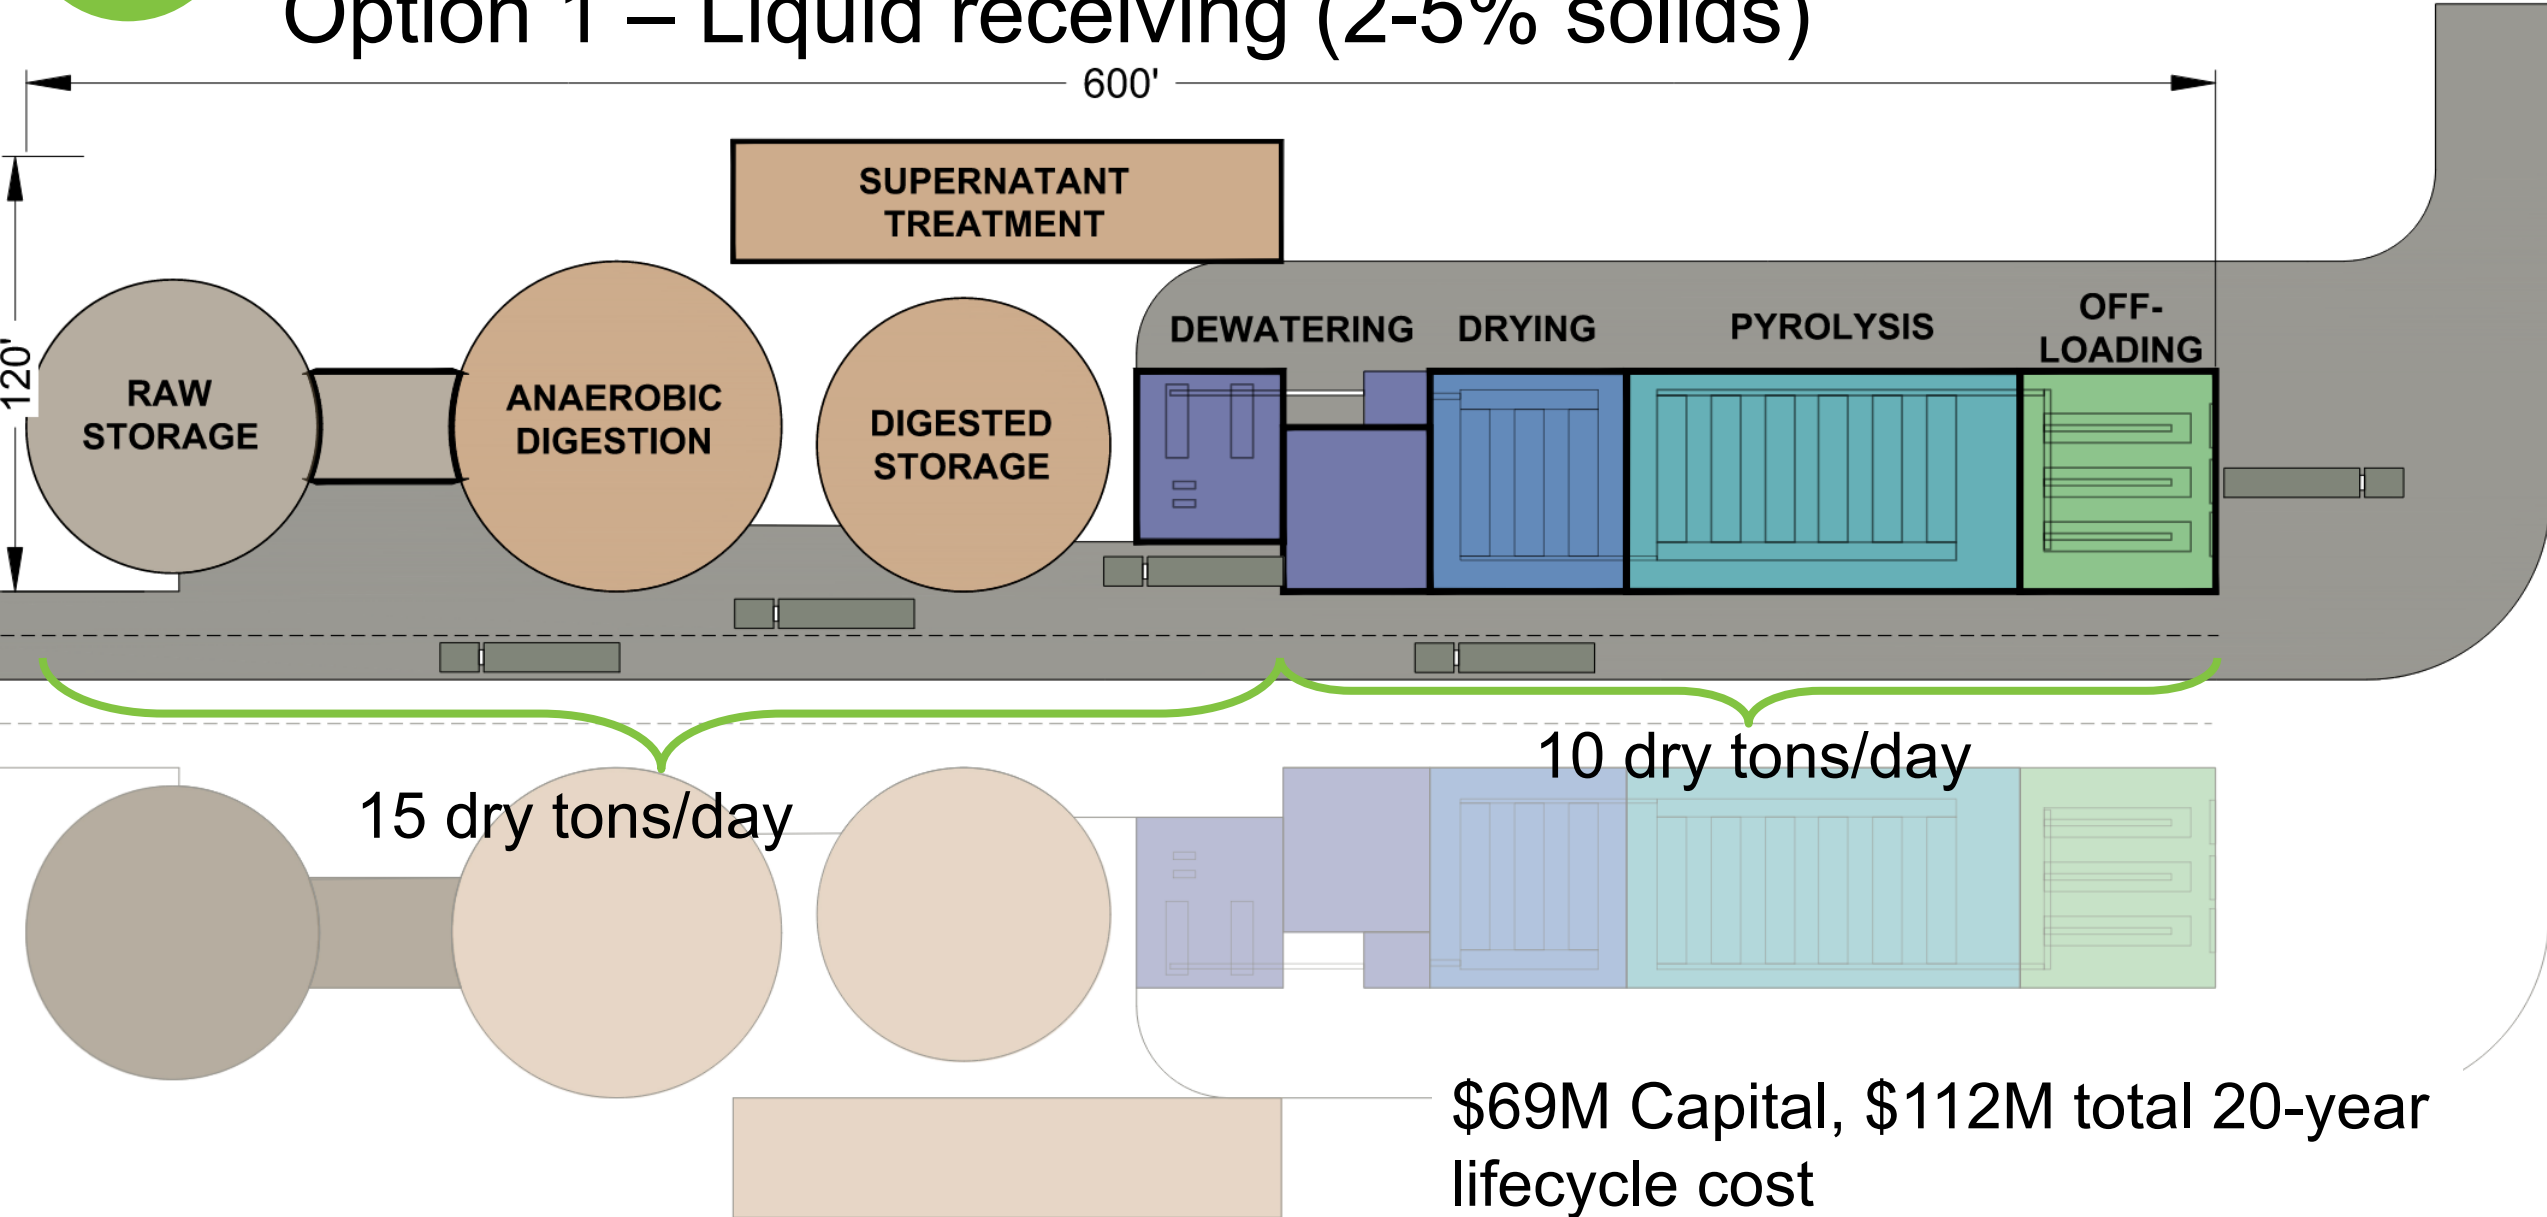 Option 1 – Liquid receiving (2-5% solids)
600'
120'
SUPERNATANT
TREATMENT
RAW
STORAGE
ANAEROBIC
DIGESTION
DIGESTED
STORAGE
DEWATERING
DRYING
PYROLYSIS
OFF-
LOADING
15 dry tons/day
10 dry tons/day
$69M Capital, $112M total 20-year
lifecycle cost